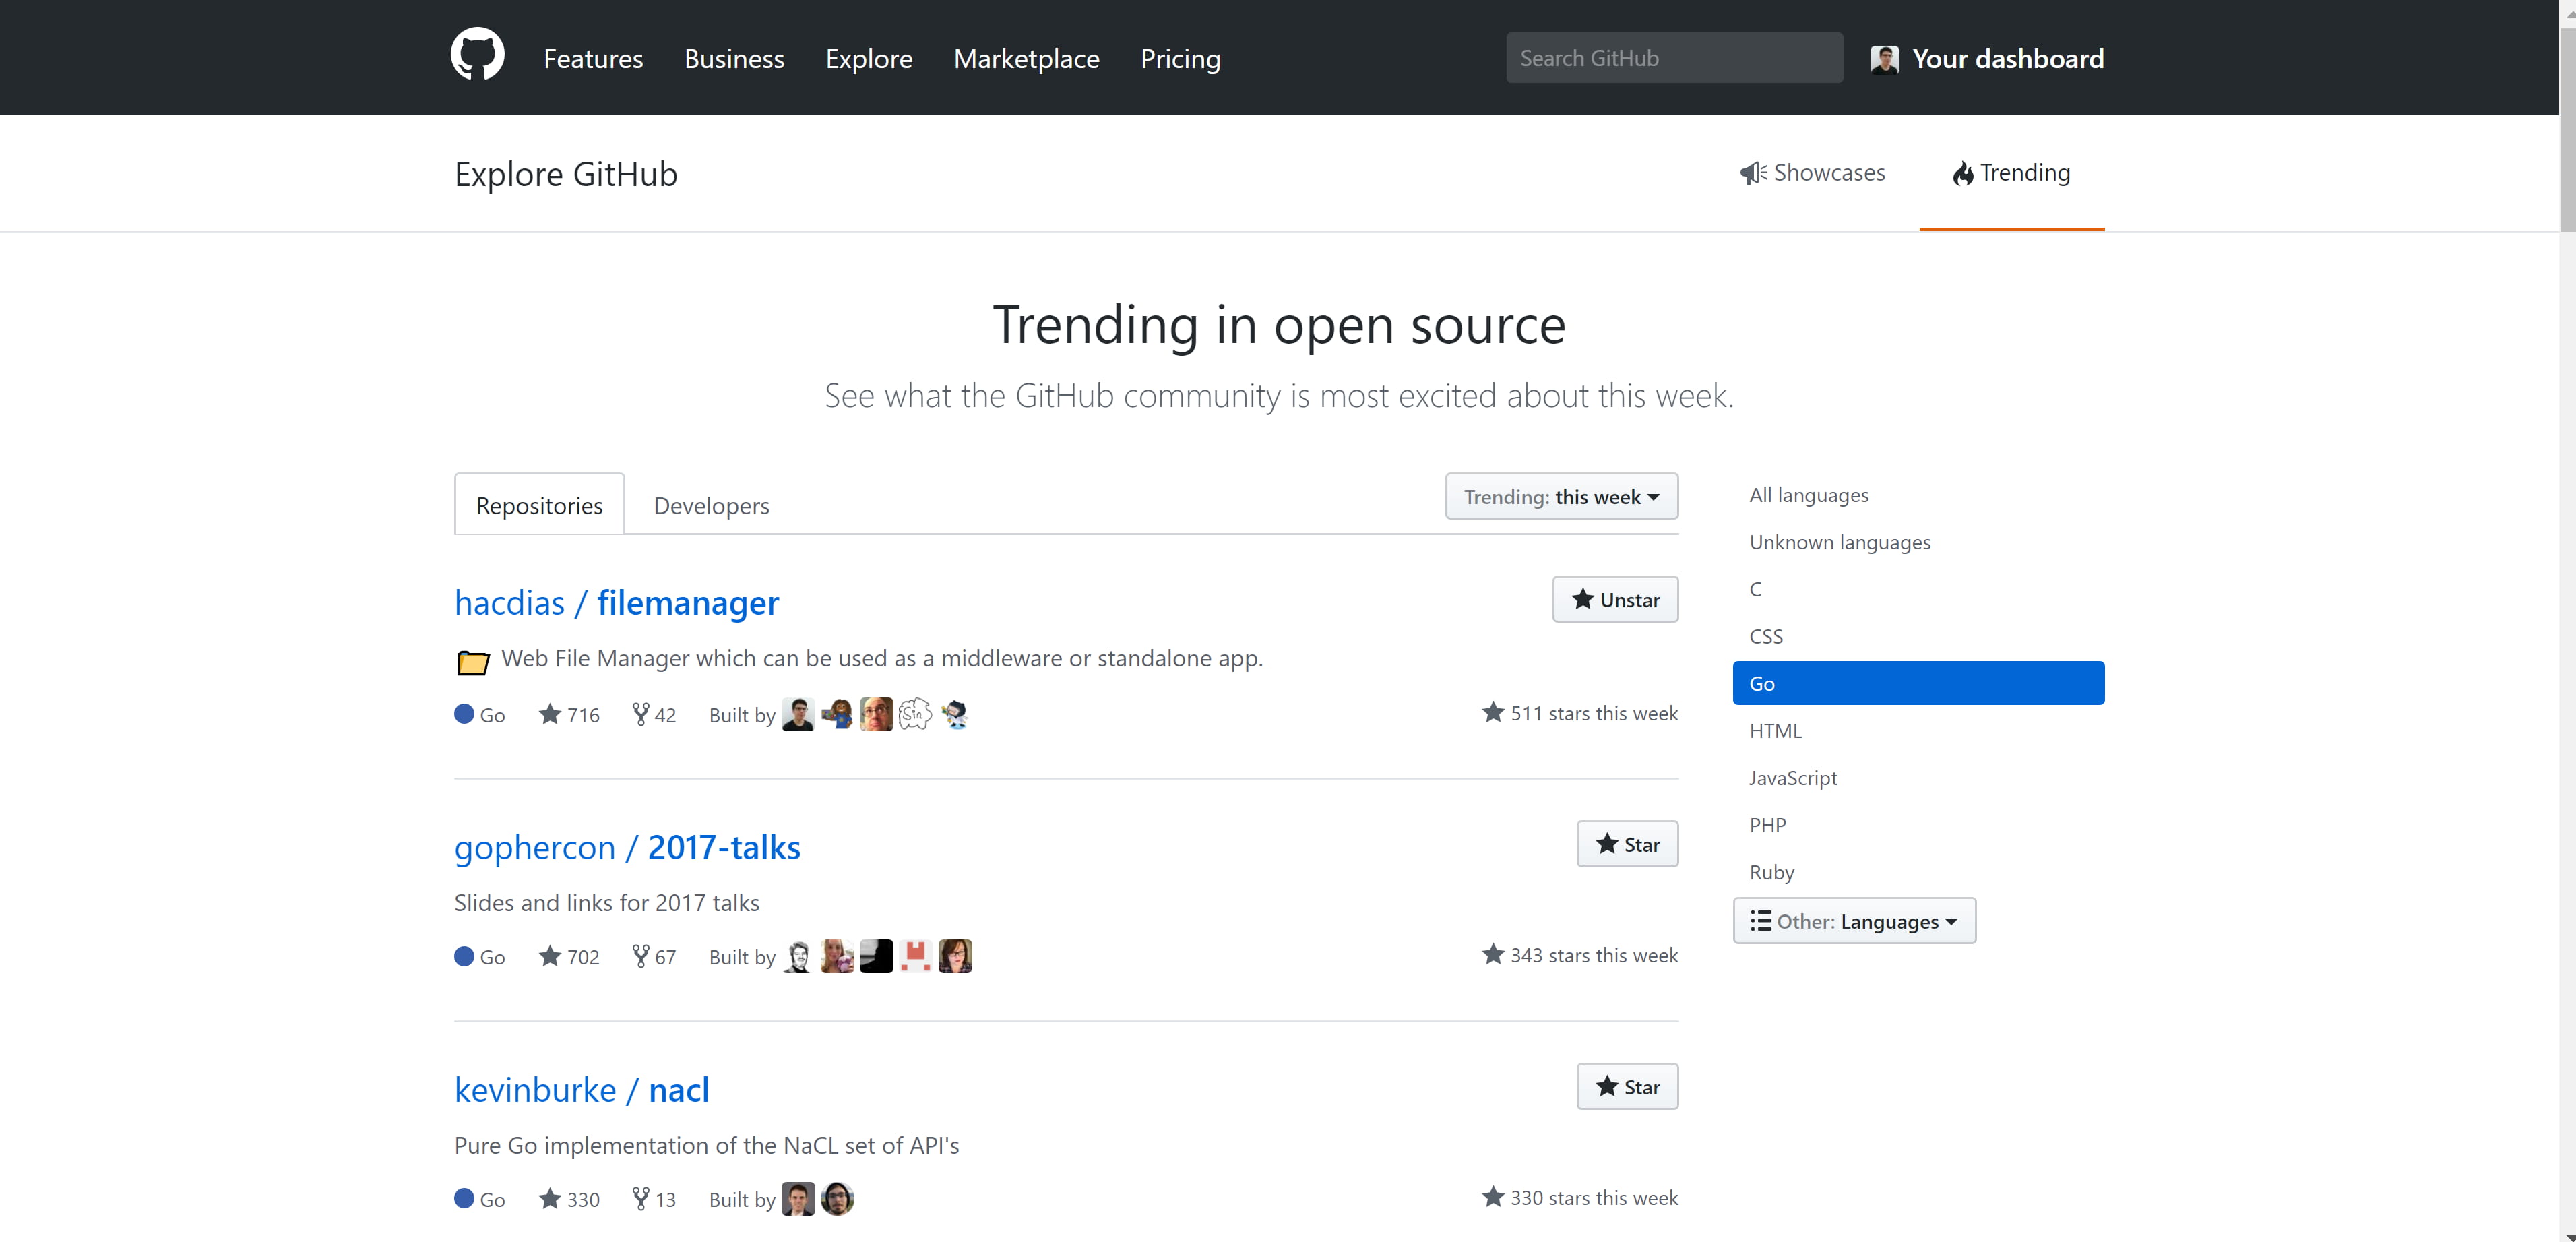 Features Business Explore Marketplace Pricing Search GitHub Your dashboard
Explore GitHub Showcases Trending
Trending in open source
See what the GitHub community is most excited about this week.
Repositories Developers Trending: this week
hacdias / filemanager Unstar
Web File Manager which can be used as a middleware or standalone app.
Go 716 42 Built by Sin 511 stars this week
gophercon / 2017-talks Star
Slides and links for 2017 talks
Go 702 67 Built by 343 stars this week
kevinburke / nacl Star
Pure Go implementation of the NaCL set of API's
Go 330 13 Built by 330 stars this week
All languages
Unknown languages
C
CSS
Go
HTML
JavaScript
PHP
Ruby
Other: Languages